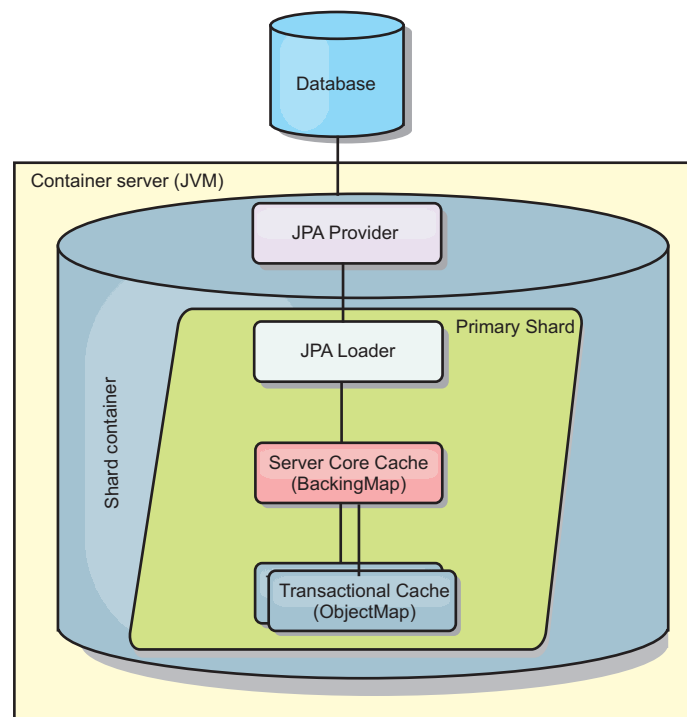 Database
Container server (JVM)
JPA Provider
Primary Shard
JPA Loader
Shard container
Server Core Cache
(BackingMap)
Transactional Cache
(ObjectMap)